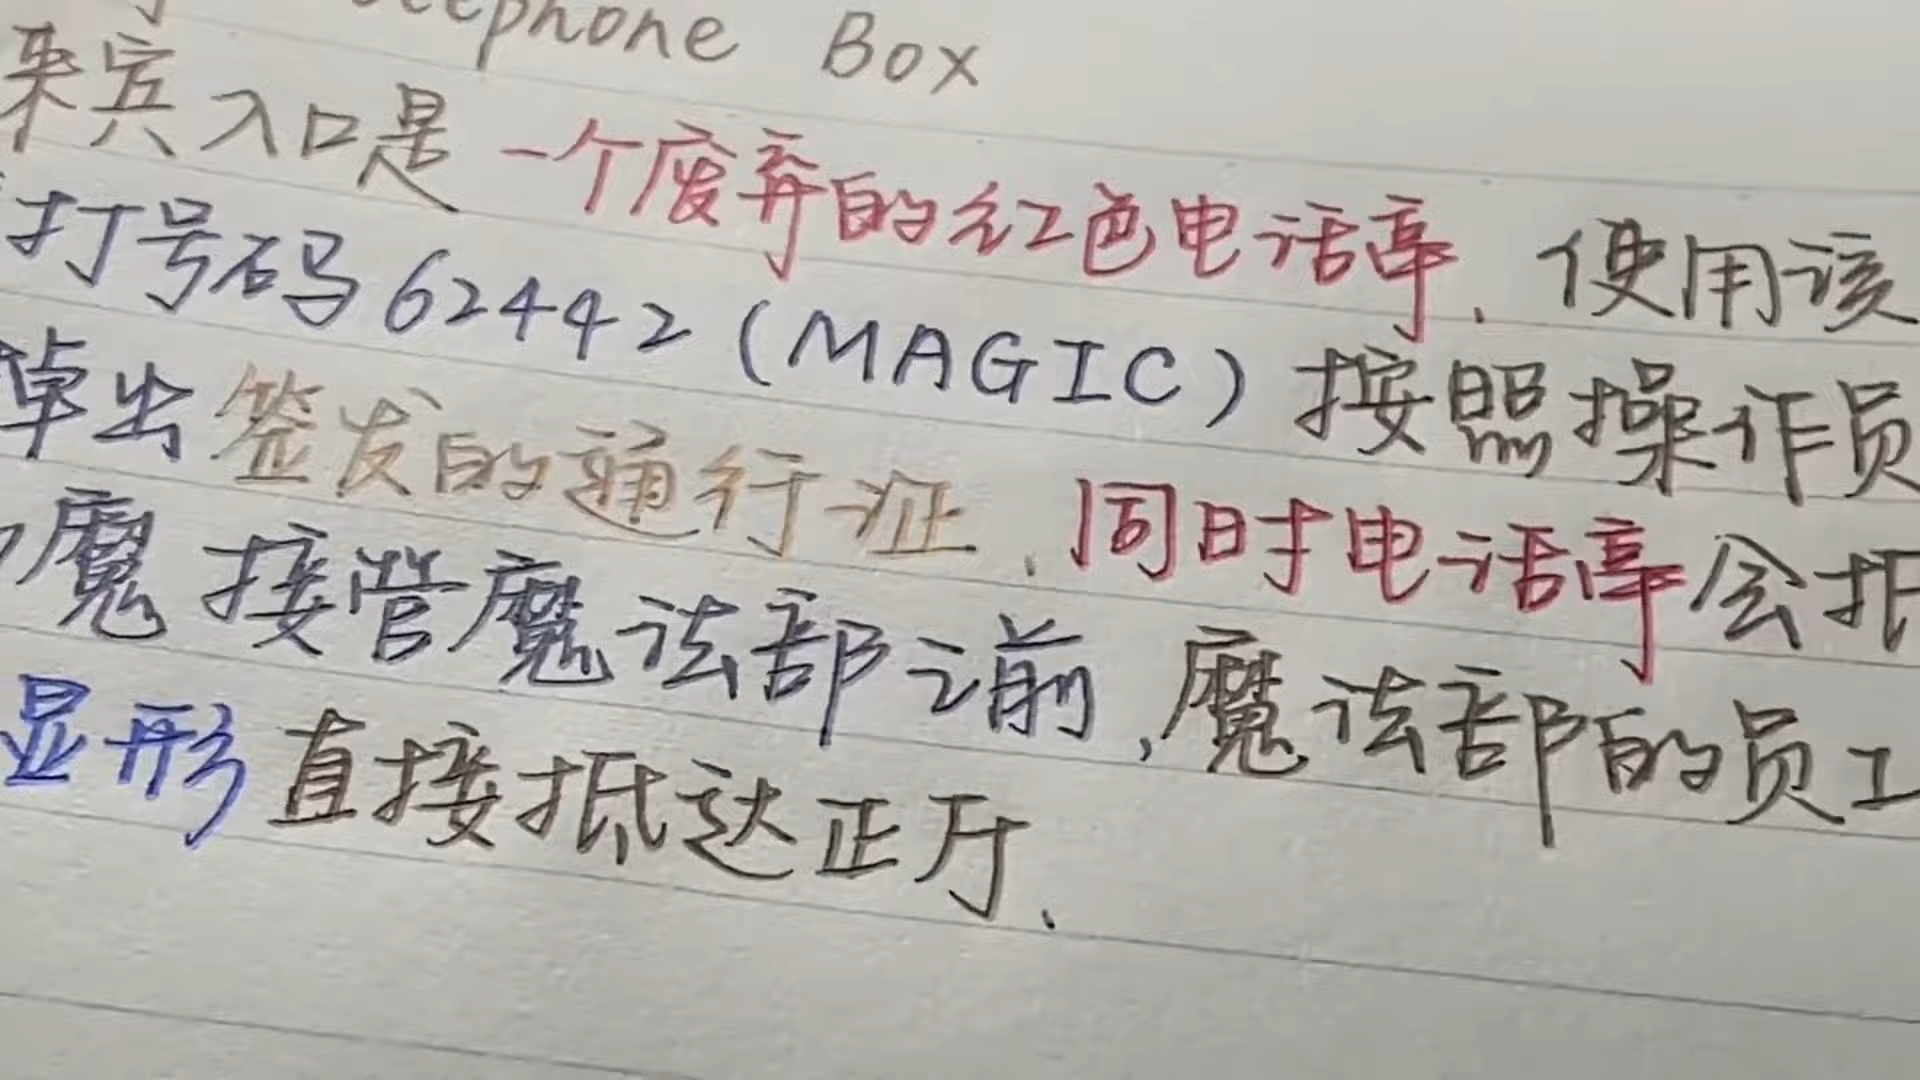 Telephone Box
来宾入口是一个废弃的红色电话亭、使用该
打号码62442(MAGIC)按照操作员
掉出签发的通行证、同时电话亭会抵
魔接管魔法部之前,魔法部的员工
显形直接抵达正厅、